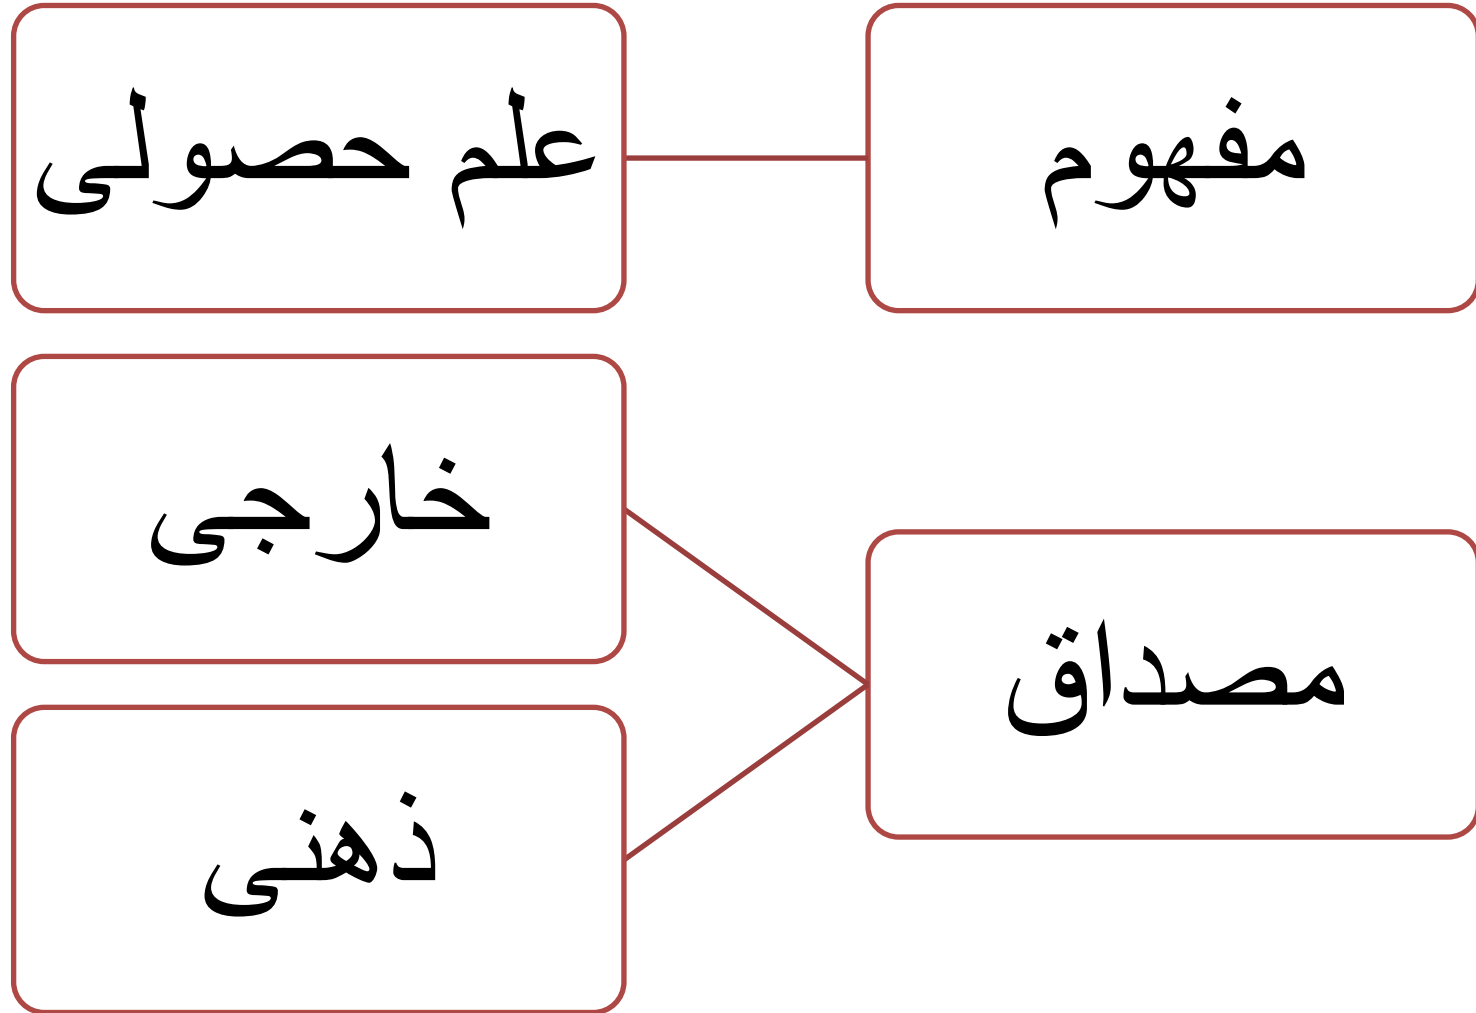 مفهوم
علم حصولی
مصداق
خارجی
ذهنی